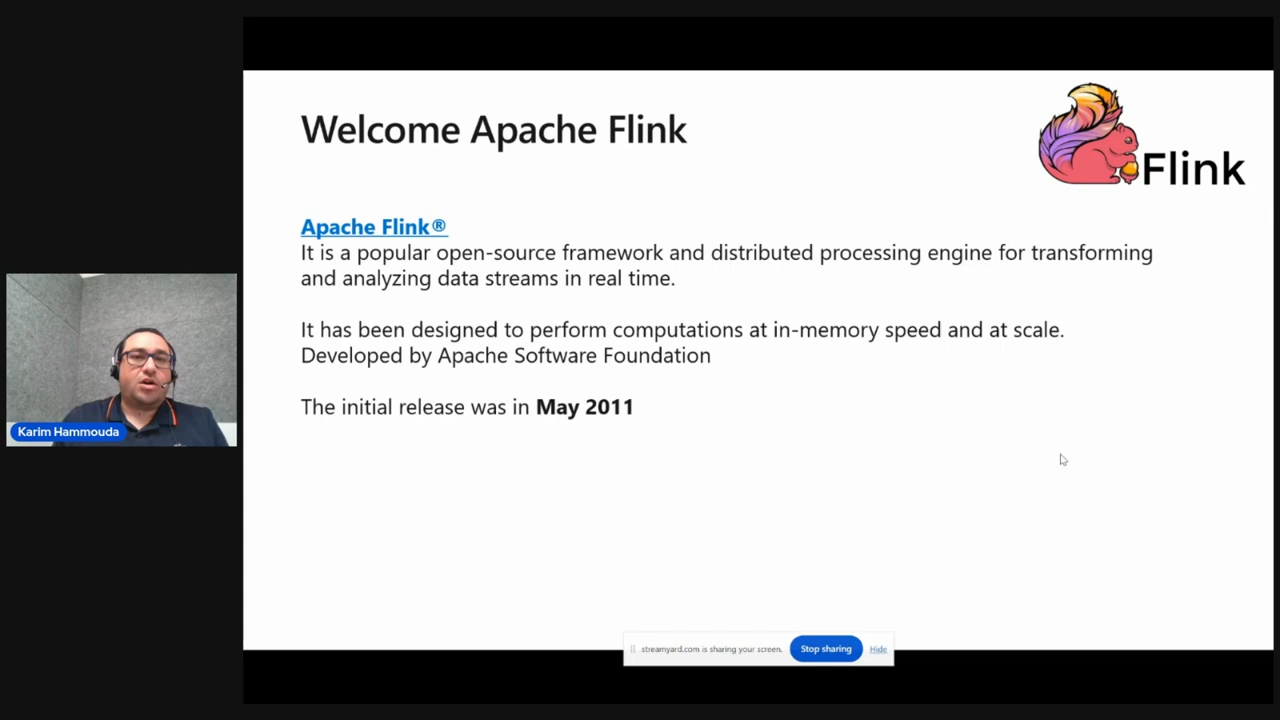 Welcome Apache Flink
Flink
Apache Flink®
It is a popular open-source framework and distributed processing engine for transforming
and analyzing data streams in real time.
It has been designed to perform computations at in-memory speed and at scale.
Developed by Apache Software Foundation
The initial release was in May 2011
Karim Hammouda
streamyard.com is sharing your screen. Stop sharing Hide